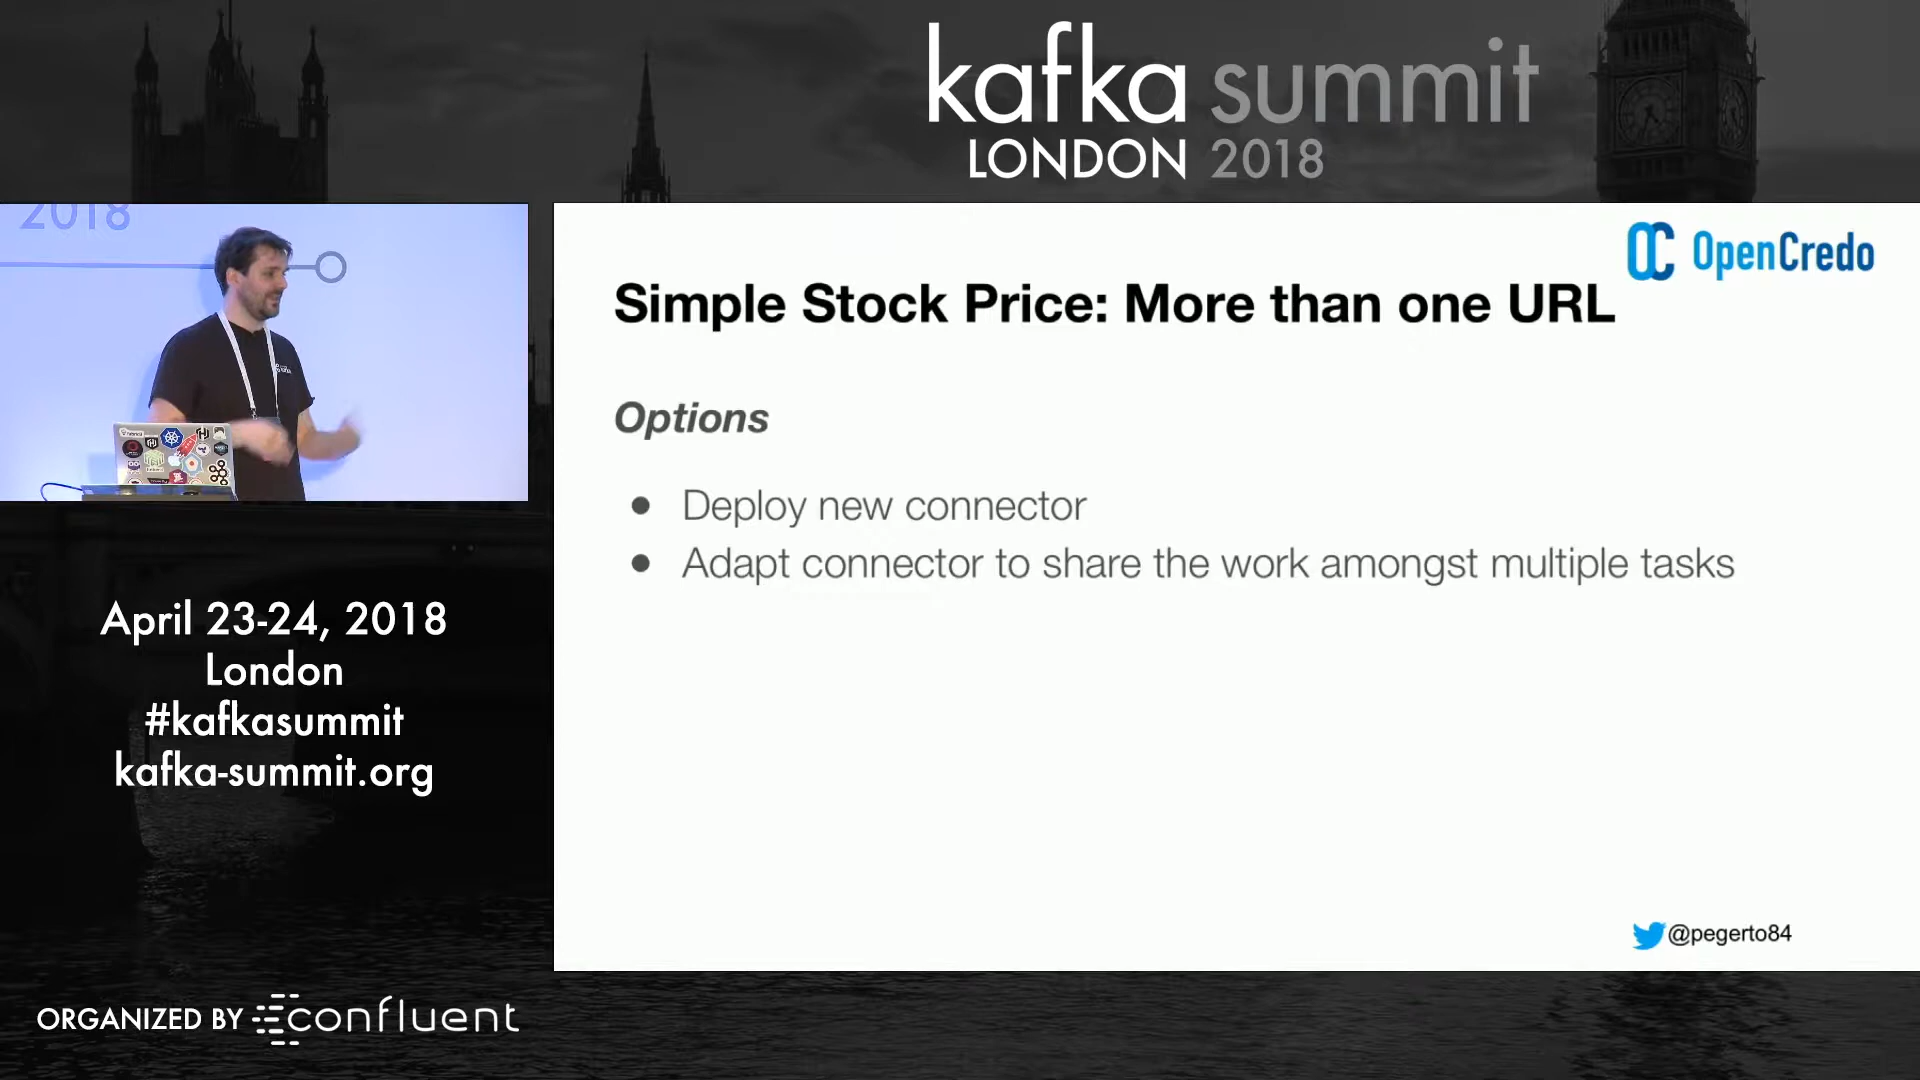 kafka summit
LONDON 2018
2018
OpenCredo
Simple Stock Price: More than one URL
Options
● Deploy new connector
● Adapt connector to share the work amongst multiple tasks
@pegerto84
April 23-24, 2018
London
#kafkasummit
kafka-summit.org
ORGANIZED BY confluent